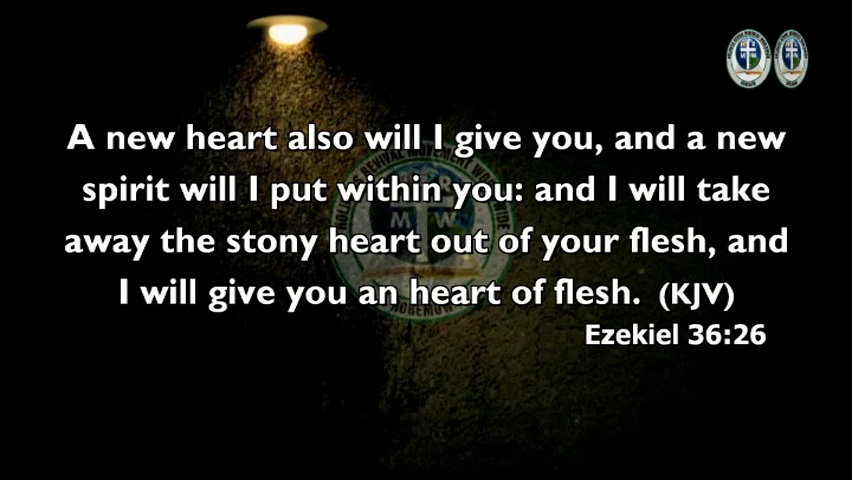 A new heart also will I give you, and a new
spirit will I put within you: and I will take
away the stony heart out of your flesh, and
I will give you an heart of flesh. (KJV)
Ezekiel 36:26